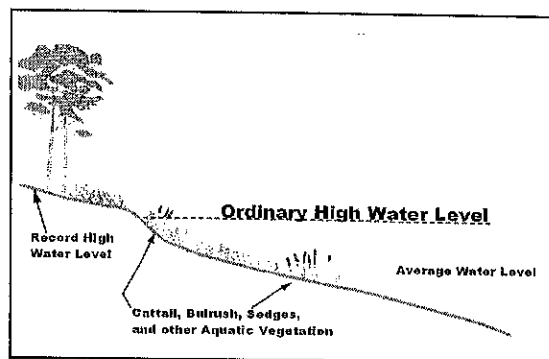 Ordinary High Water Level
Record High
Water Level
Average Water Level
Cattail, Bulrush, Sedges,
and other Aquatic Vegetation